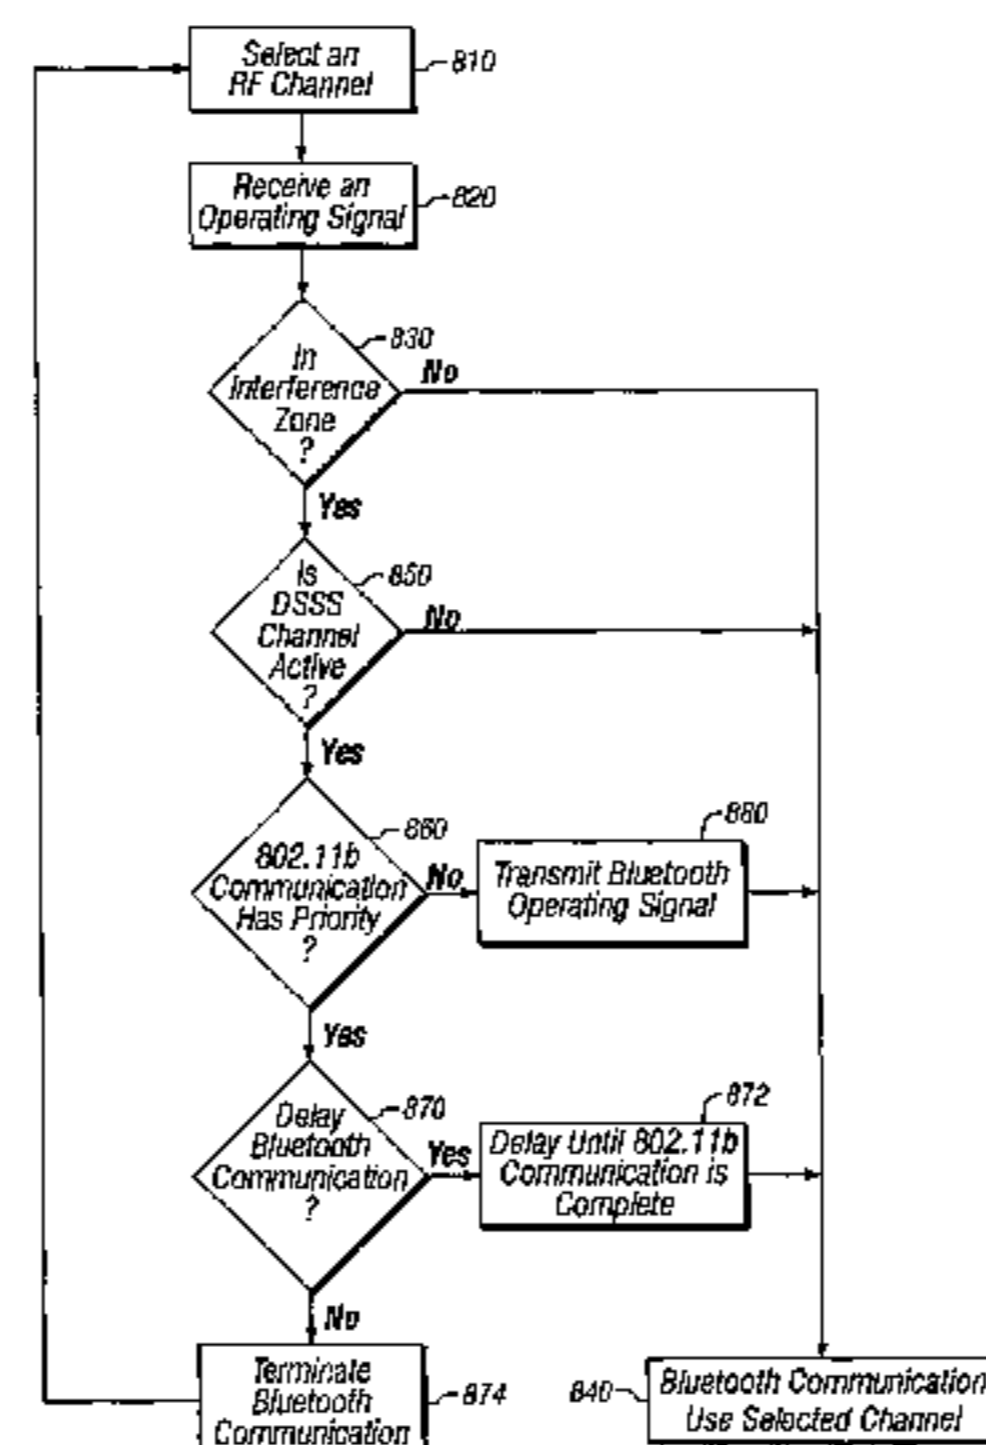 Select an
RF Channel
810
Receive an
Operating Signal
820
830
In
Interference
Zone
?
No
Yes
850
Is
DSSS
Channel
Active
?
No
Yes
860
802.11b
Communication
Has Priority
?
No
880
Transmit Bluetooth
Operating Signal
Yes
870
Delay
Bluetooth
Communication
?
Yes
872
Delay Until 802.11b
Communication is
Complete
No
Terminate
Bluetooth
Communication
874
840
Bluetooth Communication
Use Selected Channel